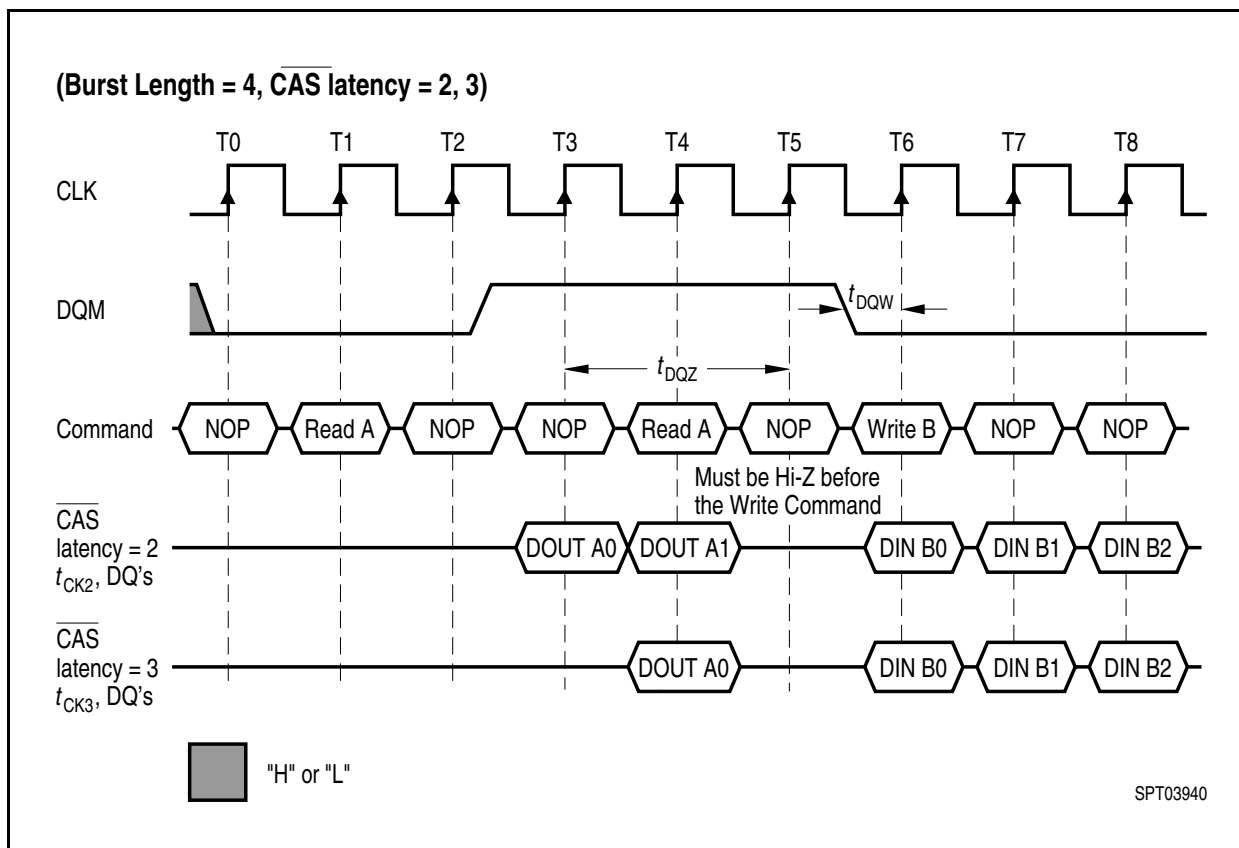 (Burst Length = 4, CAS latency = 2, 3)
T0 T1 T2 T3 T4 T5 T6 T7 T8
CLK
DQM
tDQW
tDQZ
Command NOP Read A NOP NOP Read A NOP Write B NOP NOP
Must be Hi-Z before
the Write Command
CAS
latency = 2 DOUT A0 DOUT A1 DIN B0 DIN B1 DIN B2
tCK2, DQ's
CAS
latency = 3 DOUT A0 DIN B0 DIN B1 DIN B2
tCK3, DQ's
"H" or "L"
SPT03940